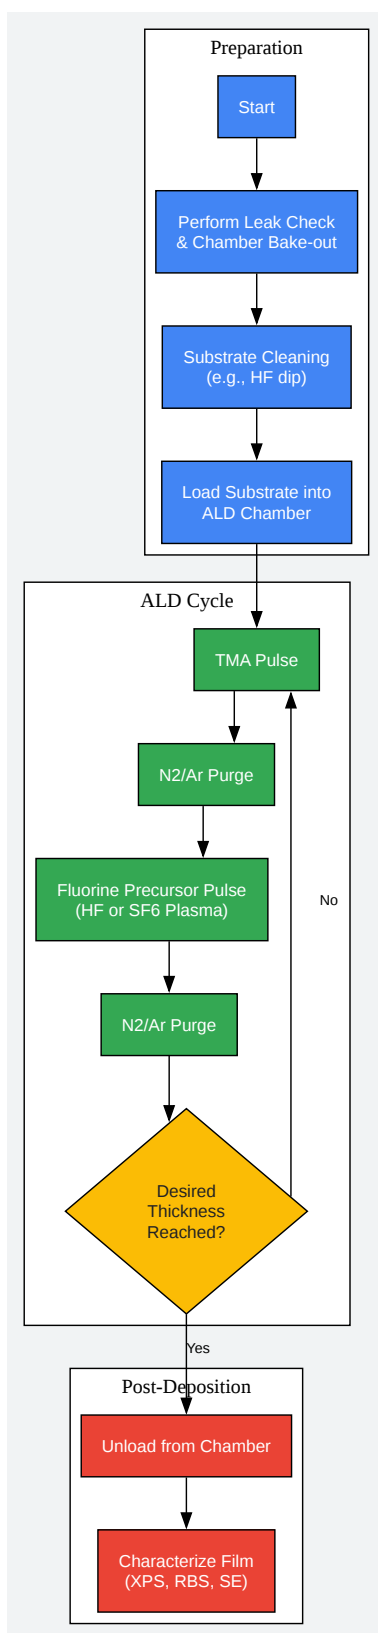 Preparation
Start
Perform Leak Check
& Chamber Bake-out
Substrate Cleaning
(e.g., HF dip)
Load Substrate into
ALD Chamber
ALD Cycle
TMA Pulse
N2/Ar Purge
Fluorine Precursor Pulse
(HF or SF6 Plasma)
No
N2/Ar Purge
Desired
Thickness
Reached?
Yes
Post-Deposition
Unload from Chamber
Characterize Film
(XPS, RBS, SE)